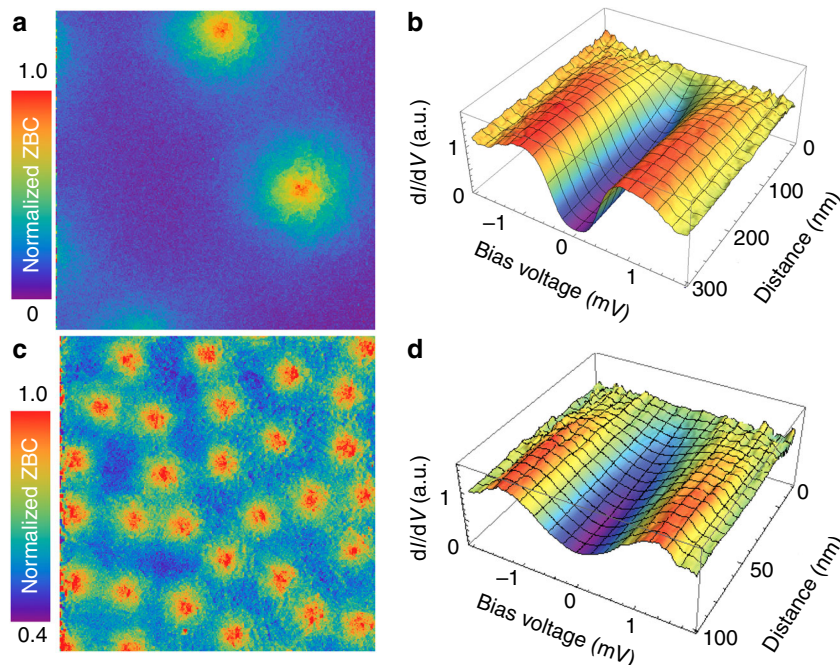 a
1.0
Normalized ZBC
0
b
dI/dV (a.u.)
1
0
−1
0
1
Bias voltage (mV)
0
100
200
300
Distance (nm)
c
1.0
Normalized ZBC
0.4
d
dI/dV (a.u.)
1
0
−1
0
1
Bias voltage (mV)
0
50
100
Distance (nm)